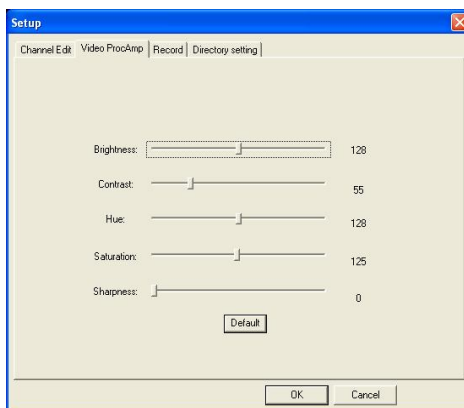 Setup
Channel Edit Video ProcAmp Record Directory setting
Brightness: 128
Contrast: 55
Hue: 128
Saturation: 125
Sharpness: 0
Default
OK Cancel